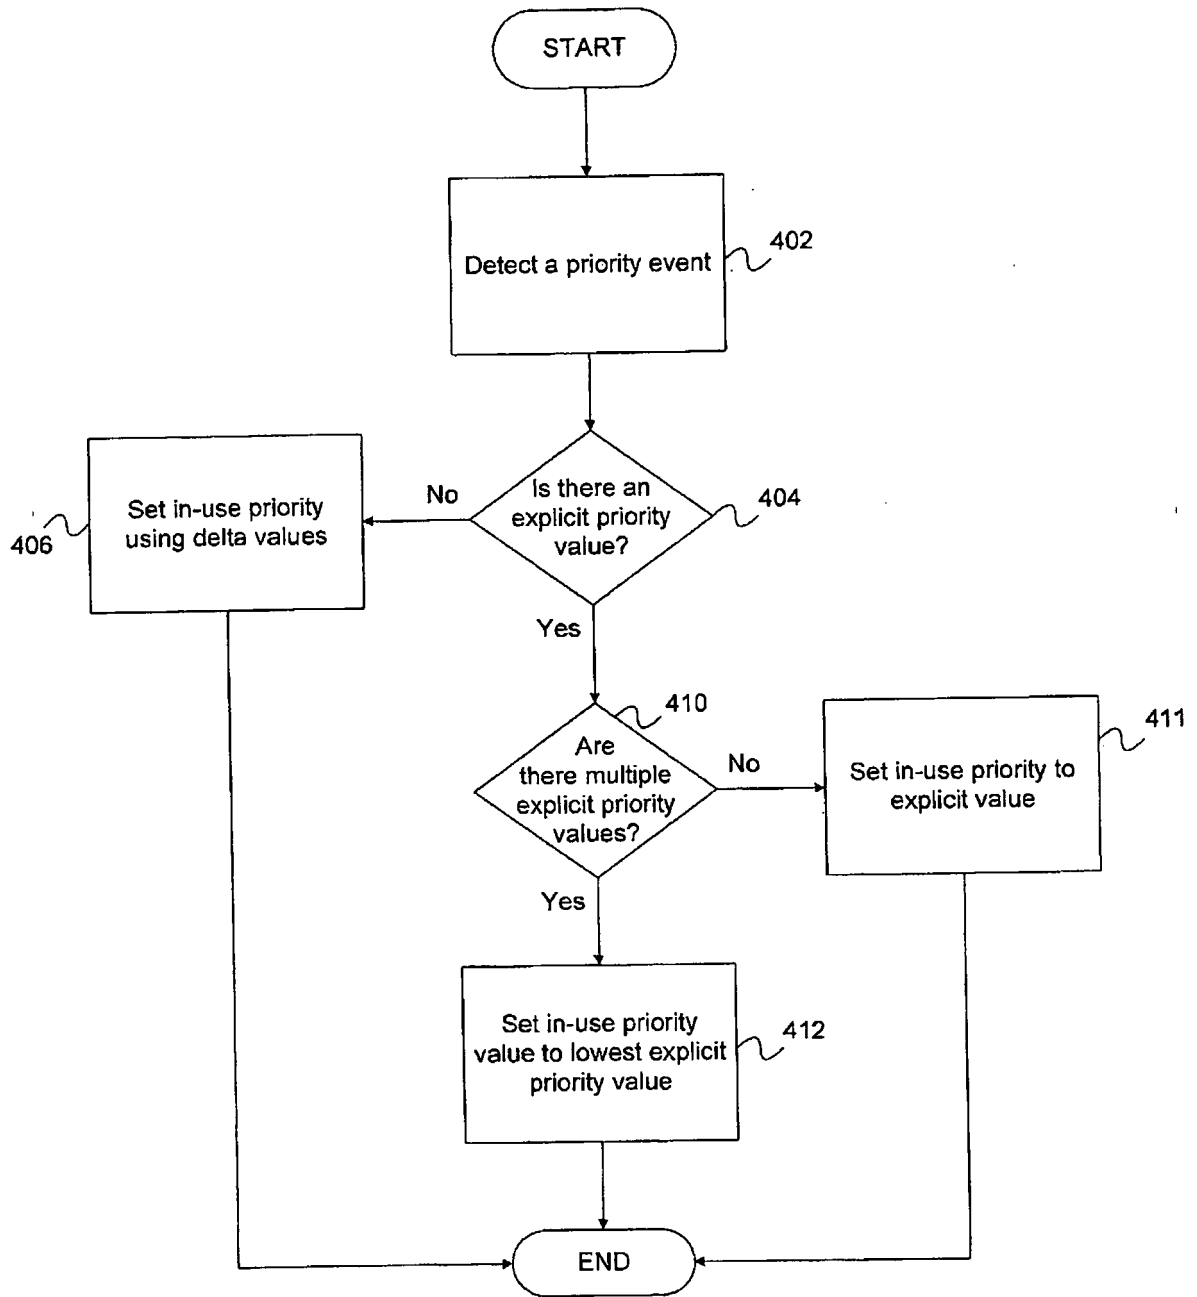 START
Detect a priority event
402
Is there an
explicit priority
value?
404
No
Set in-use priority
using delta values
406
Yes
410
Are
there multiple
explicit priority
values?
No
Set in-use priority to
explicit value
411
Yes
Set in-use priority
value to lowest explicit
priority value
412
END